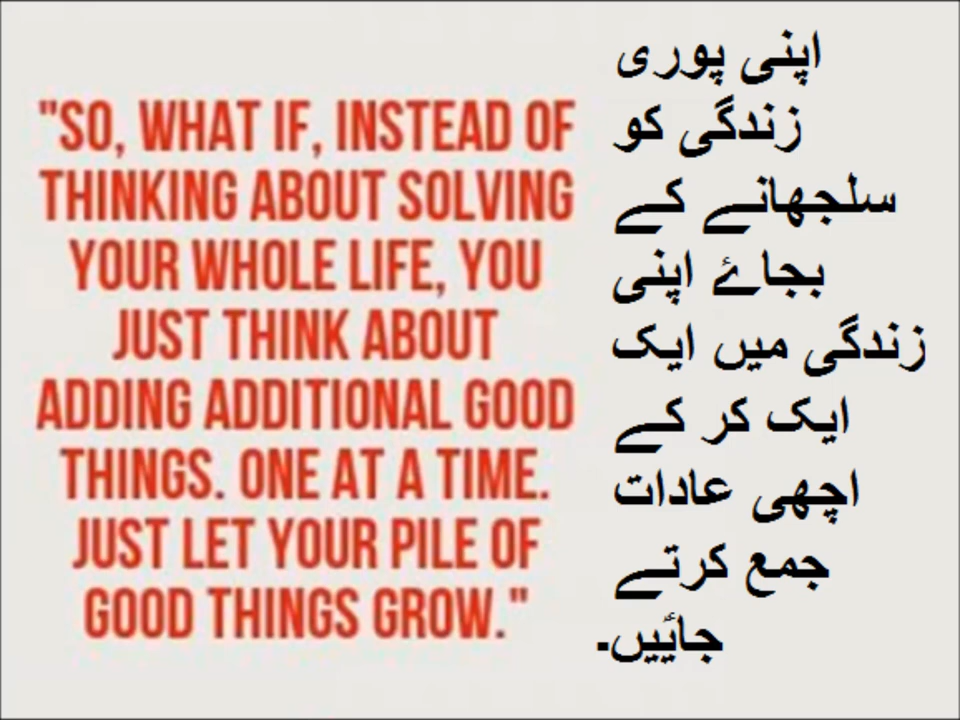 "SO, WHAT IF, INSTEAD OF
THINKING ABOUT SOLVING
YOUR WHOLE LIFE, YOU
JUST THINK ABOUT
ADDING ADDITIONAL GOOD
THINGS. ONE AT A TIME.
JUST LET YOUR PILE OF
GOOD THINGS GROW."
اپنی پوری
زندگی کو
سلجھانے کے
بجاۓ اپنی
زندگی میں ایک
ایک کر کے
اچھی عادات
جمع کرتے
جائیں۔